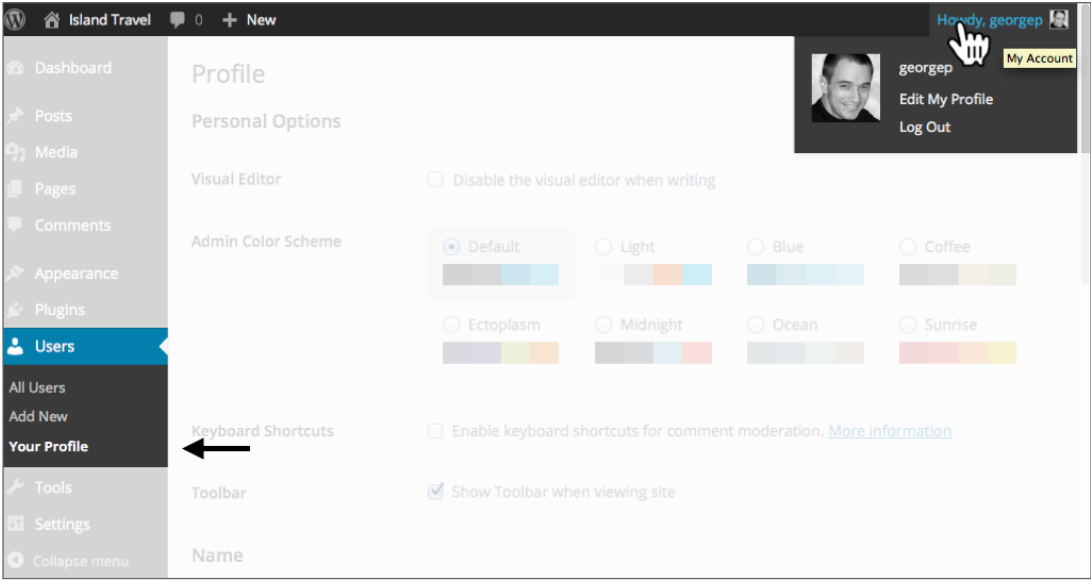 Island Travel 0 + New Howdy, georgep
My Account
georgep
Edit My Profile
Log Out
Dashboard
Posts
Media
Pages
Comments
Appearance
Plugins
Users
All Users
Add New
Your Profile
Tools
Settings
Collapse menu
Profile
Personal Options
Visual Editor Disable the visual editor when writing
Admin Color Scheme Default Light Blue Coffee
Ectoplasm Midnight Ocean Sunrise
Keyboard Shortcuts Enable keyboard shortcuts for comment moderation. More information
Toolbar Show Toolbar when viewing site
Name